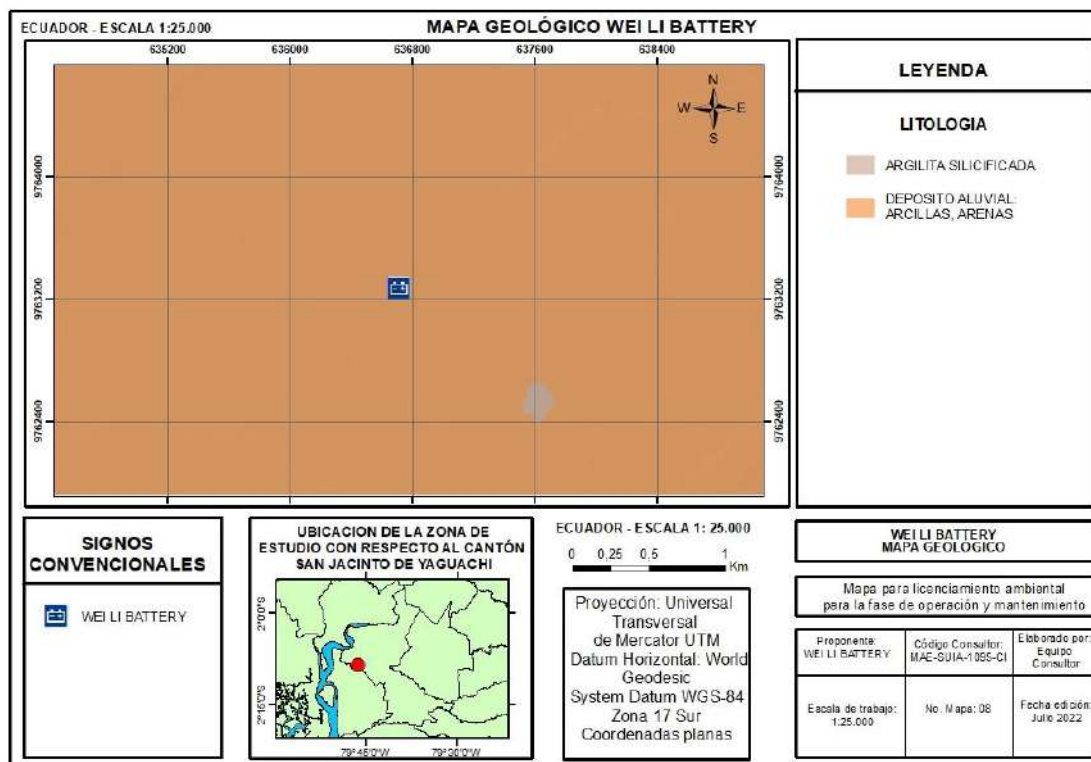 ECUADOR - ESCALA 1:25.000
MAPA GEOLÓGICO WEI LI BATTERY
635200 636000 636800 637600 638400
N
W E
S
9764000 9764000
9763200 9763200
9762400 9762400
LEYENDA
LITOLOGIA
ARGILITA SILICIFICADA
DEPOSITO ALUVIAL:
ARCILLAS, ARENAS
SIGNOS
CONVENCIONALES
WEI LI BATTERY
UBICACION DE LA ZONA DE
ESTUDIO CON RESPECTO AL CANTÓN
SAN JACINTO DE YAGUACHI
2°0'0"S
2°15'0"S
79°45'0"W 79°30'0"W
ECUADOR - ESCALA 1: 25.000
0 0,25 0,5 1
Km
Proyección: Universal
Transversal
de Mercator UTM
Datum Horizontal: World
Geodesic
System Datum WGS-84
Zona 17 Sur
Coordenadas planas
WEI LI BATTERY
MAPA GEOLÓGICO
Mapa para licenciamiento ambiental
para la fase de operación y mantenimiento
Proponente:
WEI LI BATTERY
Código Consultor:
MAE-SUIA-1095-CI
Elaborado por:
Equipo
Consultor
Escala de trabajo:
1:25.000
No. Mapa: 08
Fecha edición:
Julio 2022